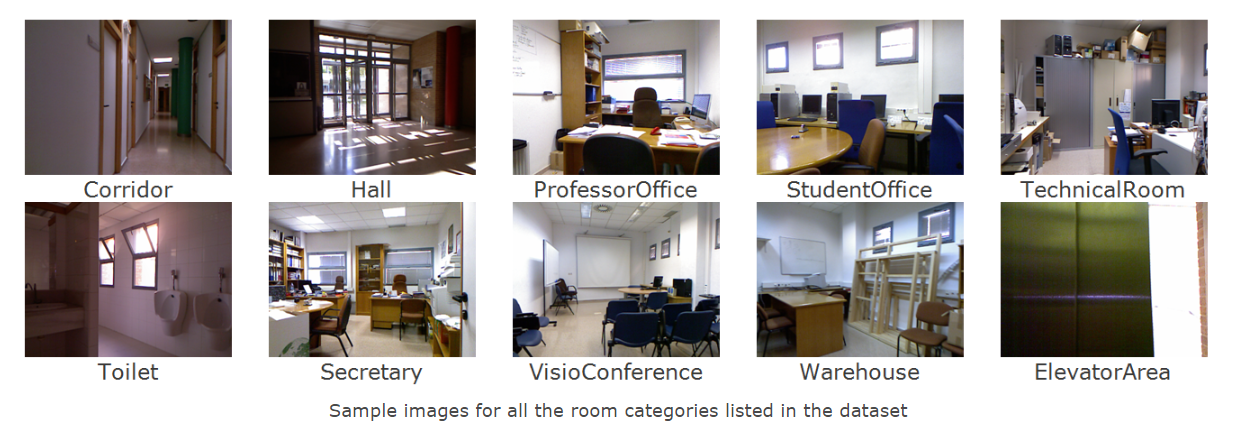 Corridor
Hall
ProfessorOffice
StudentOffice
TechnicalRoom
Toilet
Secretary
VisioConference
Warehouse
ElevatorArea
Sample images for all the room categories listed in the dataset